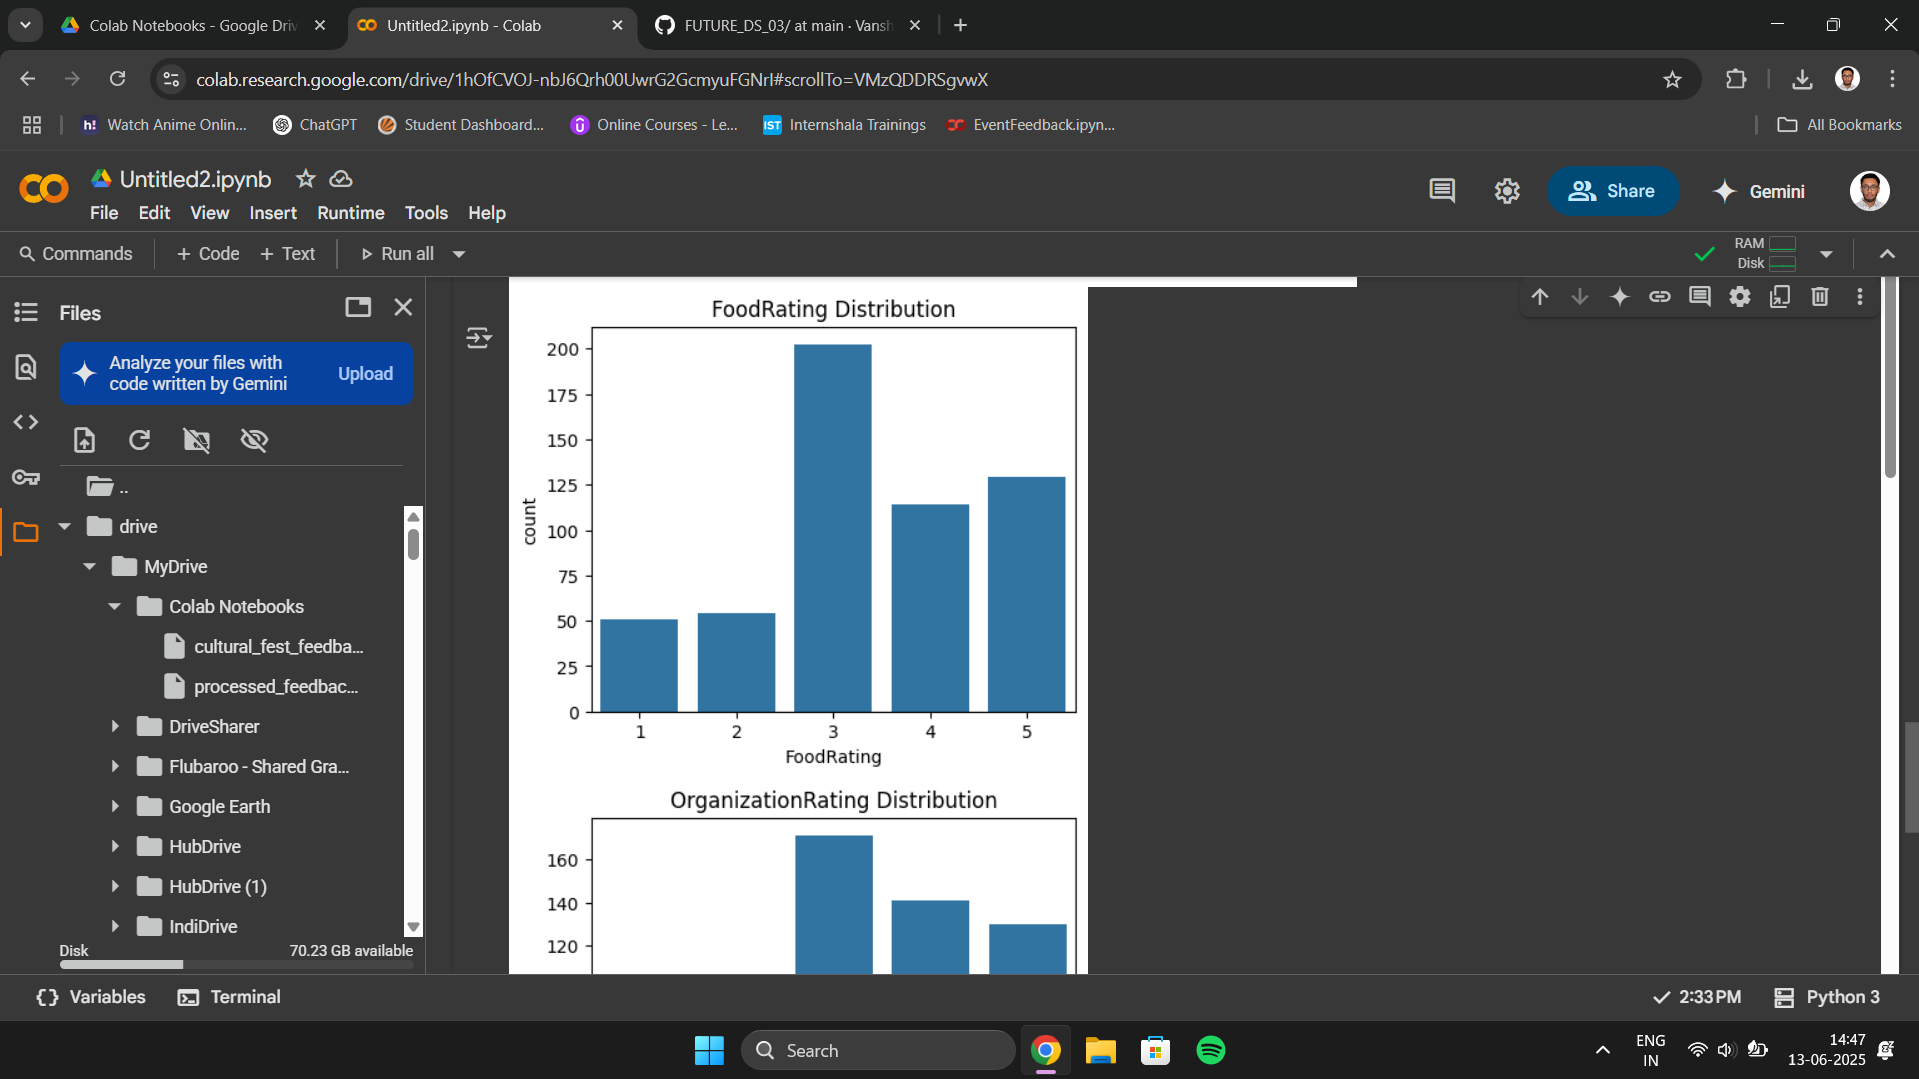 Colab Notebooks - Google Driv
Untitled2.ipynb - Colab
FUTURE_DS_03/ at main · Vansh
colab.research.google.com/drive/1hOfCVOJ-nbJ6Qrh00UwrG2GcmyuFGNrI#scrollTo=VMzQDDRSgvwX
h! Watch Anime Onlin...
ChatGPT
Student Dashboard...
Online Courses - Le...
IST Internshala Trainings
EventFeedback.ipyn...
All Bookmarks
Untitled2.ipynb
File Edit View Insert Runtime Tools Help
Share
Gemini
Commands
+ Code + Text
Run all
RAM
Disk
Files
Analyze your files with
code written by Gemini
Upload
..
drive
MyDrive
Colab Notebooks
cultural_fest_feedba...
processed_feedbac...
DriveSharer
Flubaroo - Shared Gra...
Google Earth
HubDrive
HubDrive (1)
IndiDrive
Disk 70.23 GB available
FoodRating Distribution
200
175
150
125
100
75
50
25
0
count
1 2 3 4 5
FoodRating
OrganizationRating Distribution
160
140
120
Variables
Terminal
2:33 PM
Python 3
Search
ENG
IN
14:47
13-06-2025